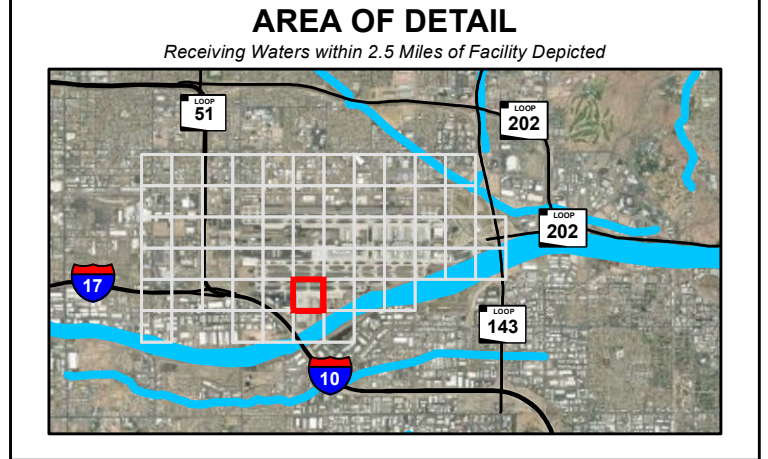 AREA OF DETAIL
Receiving Waters within 2.5 Miles of Facility Depicted
LOOP
51
LOOP
202
LOOP
202
17
LOOP
143
10